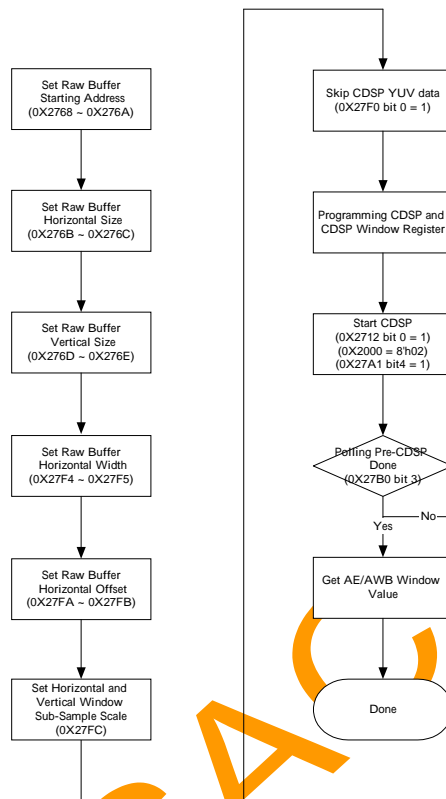 Set Raw Buffer
Starting Address
(0X2768 ~ 0X276A)
Set Raw Buffer
Horizontal Size
(0X276B ~ 0X276C)
Set Raw Buffer
Vertical Size
(0X276D ~ 0X276E)
Set Raw Buffer
Horizontal Width
(0X27F4 ~ 0X27F5)
Set Raw Buffer
Horizontal Offset
(0X27FA ~ 0X27FB)
Set Horizontal and
Vertical Window
Sub-Sample Scale
(0X27FC)
Skip CDSP YUV data
(0X27F0 bit 0 = 1)
Programming CDSP and
CDSP Window Register
Start CDSP
(0X2712 bit 0 = 1)
(0X2000 = 8'h02)
(0X27A1 bit4 = 1)
Polling Pre-CDSP
Done
(0X27B0 bit 3)
No
Yes
Get AE/AWB Window
Value
Done